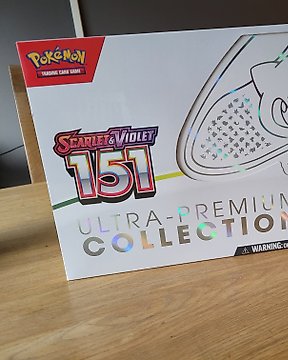 POKéMON
TRADING CARD GAME
SCARLET & VIOLET
151
ULTRA-PREMIUM
COLLECTION
WARNING: